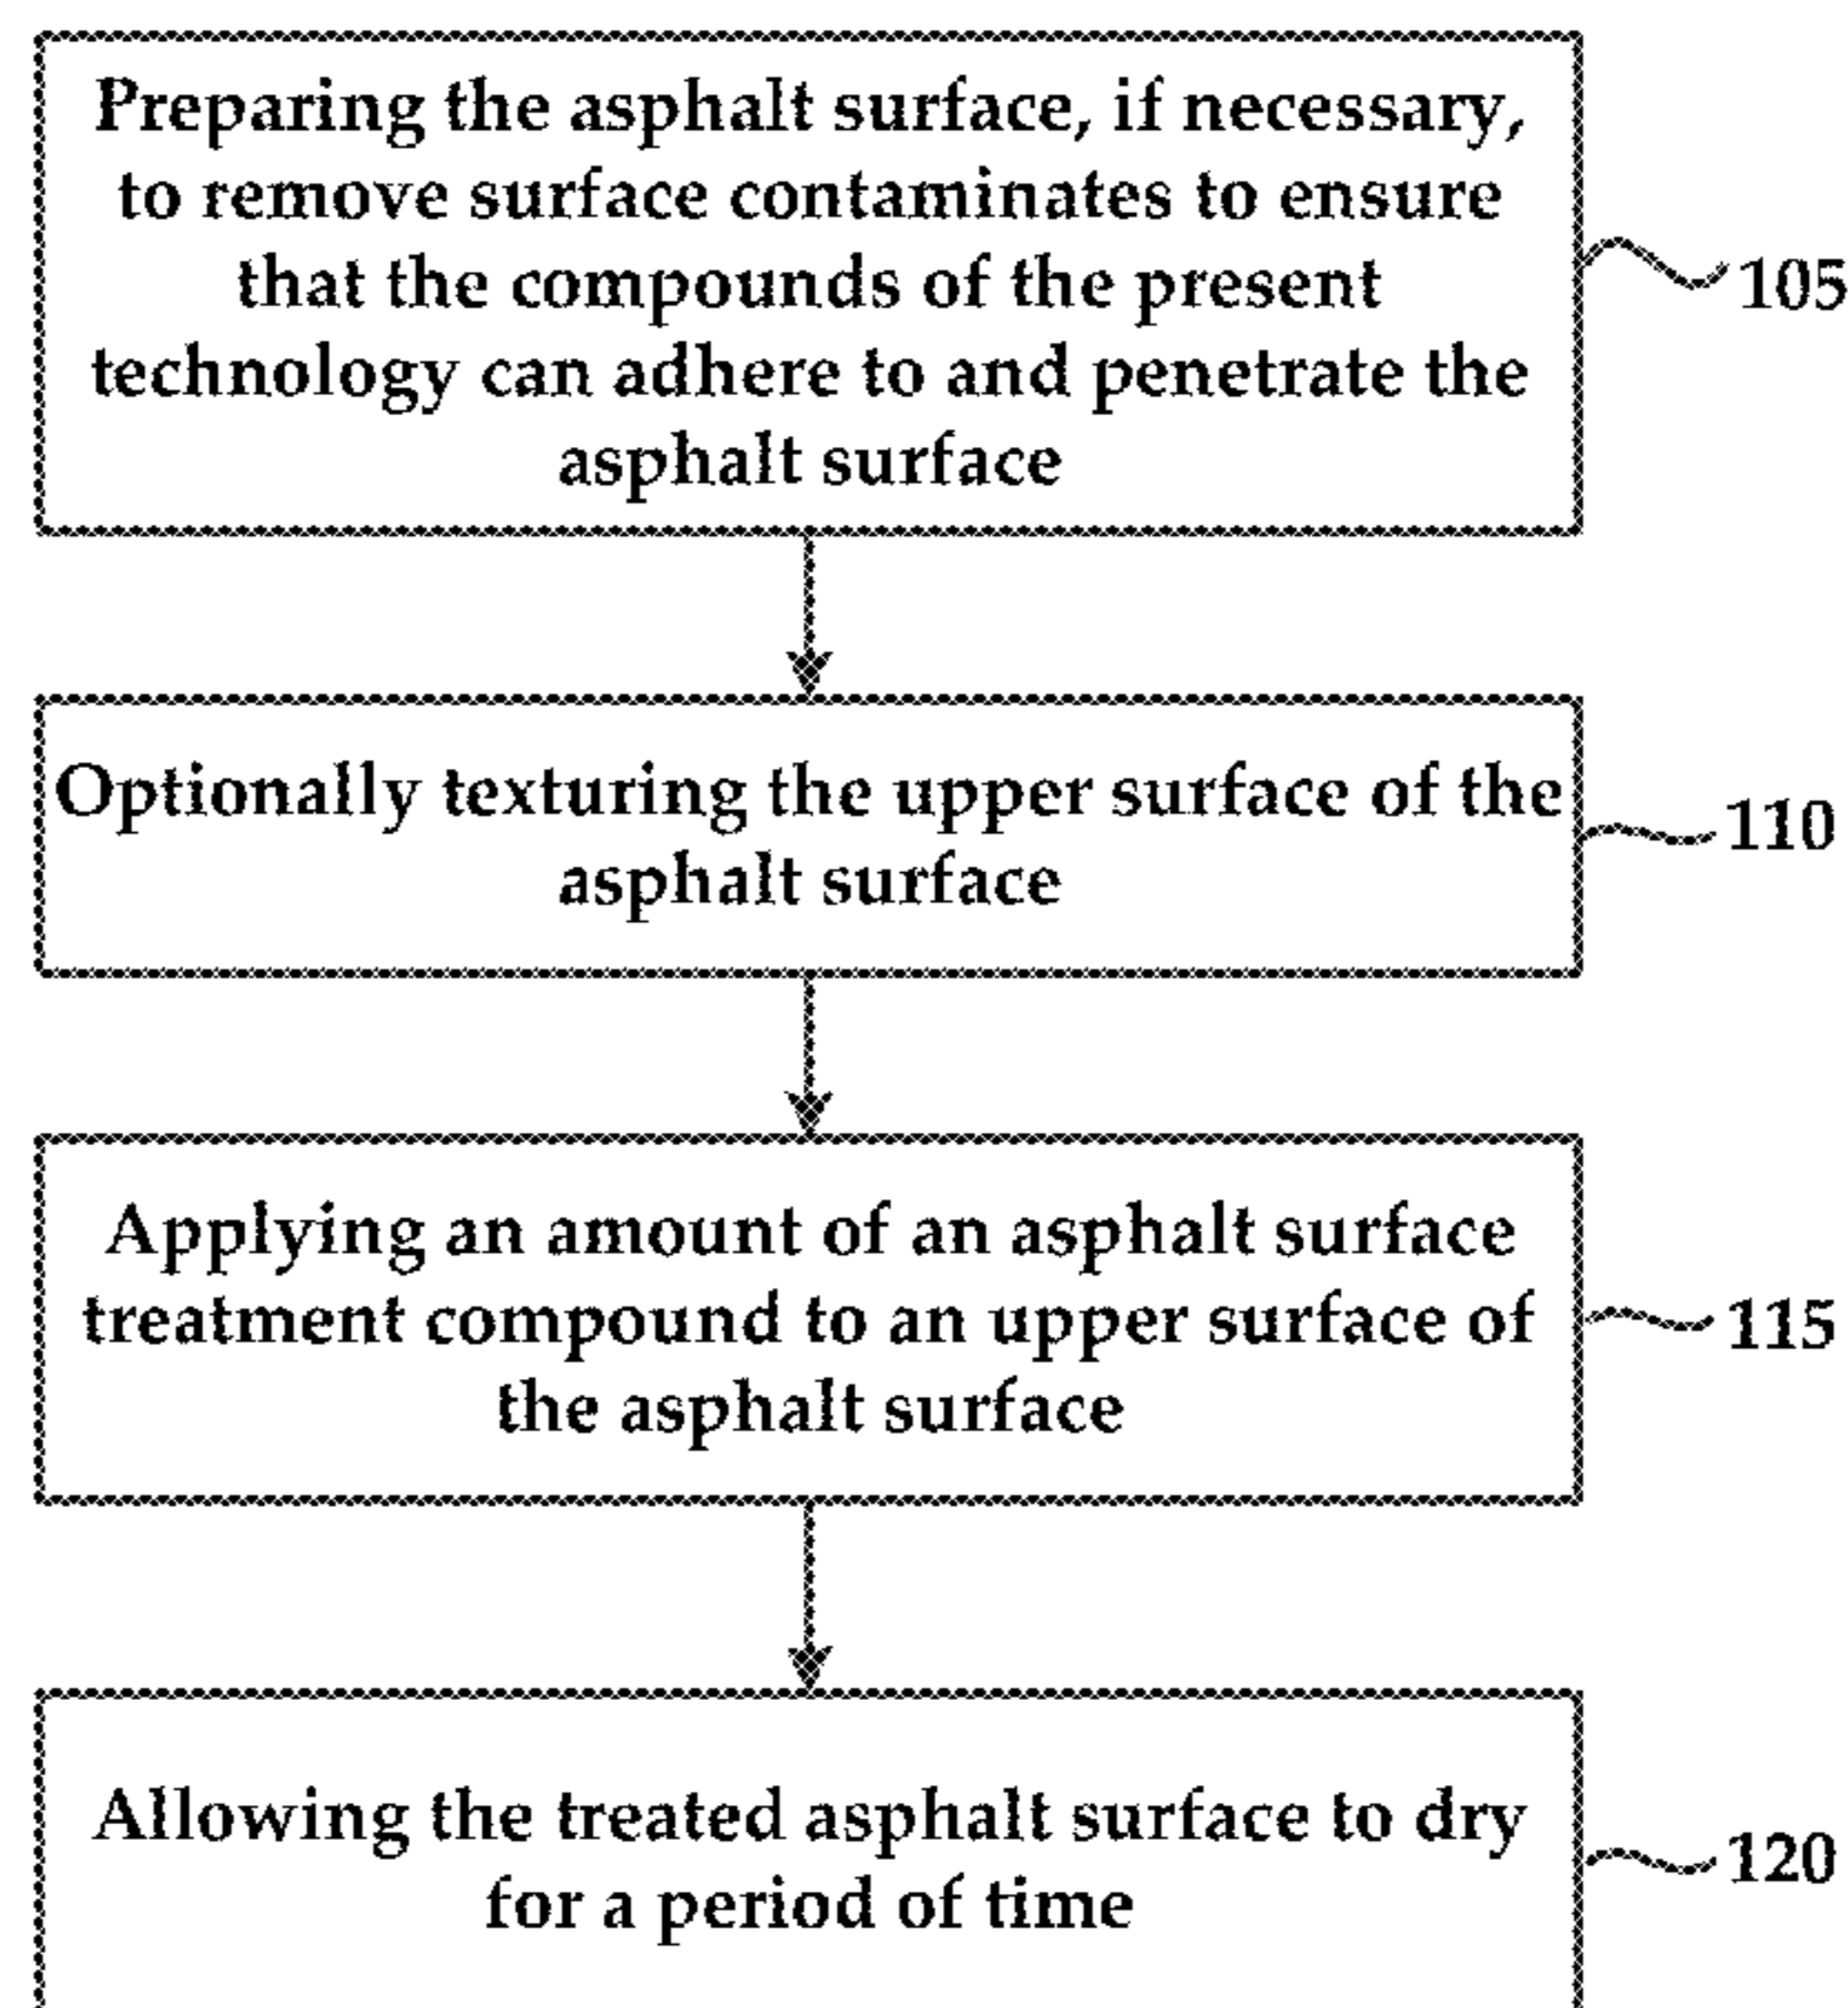 Preparing the asphalt surface, if necessary,
to remove surface contaminates to ensure
that the compounds of the present
technology can adhere to and penetrate the
asphalt surface
105
Optionally texturing the upper surface of the
asphalt surface
110
Applying an amount of an asphalt surface
treatment compound to an upper surface of
the asphalt surface
115
Allowing the treated asphalt surface to dry
for a period of time
120